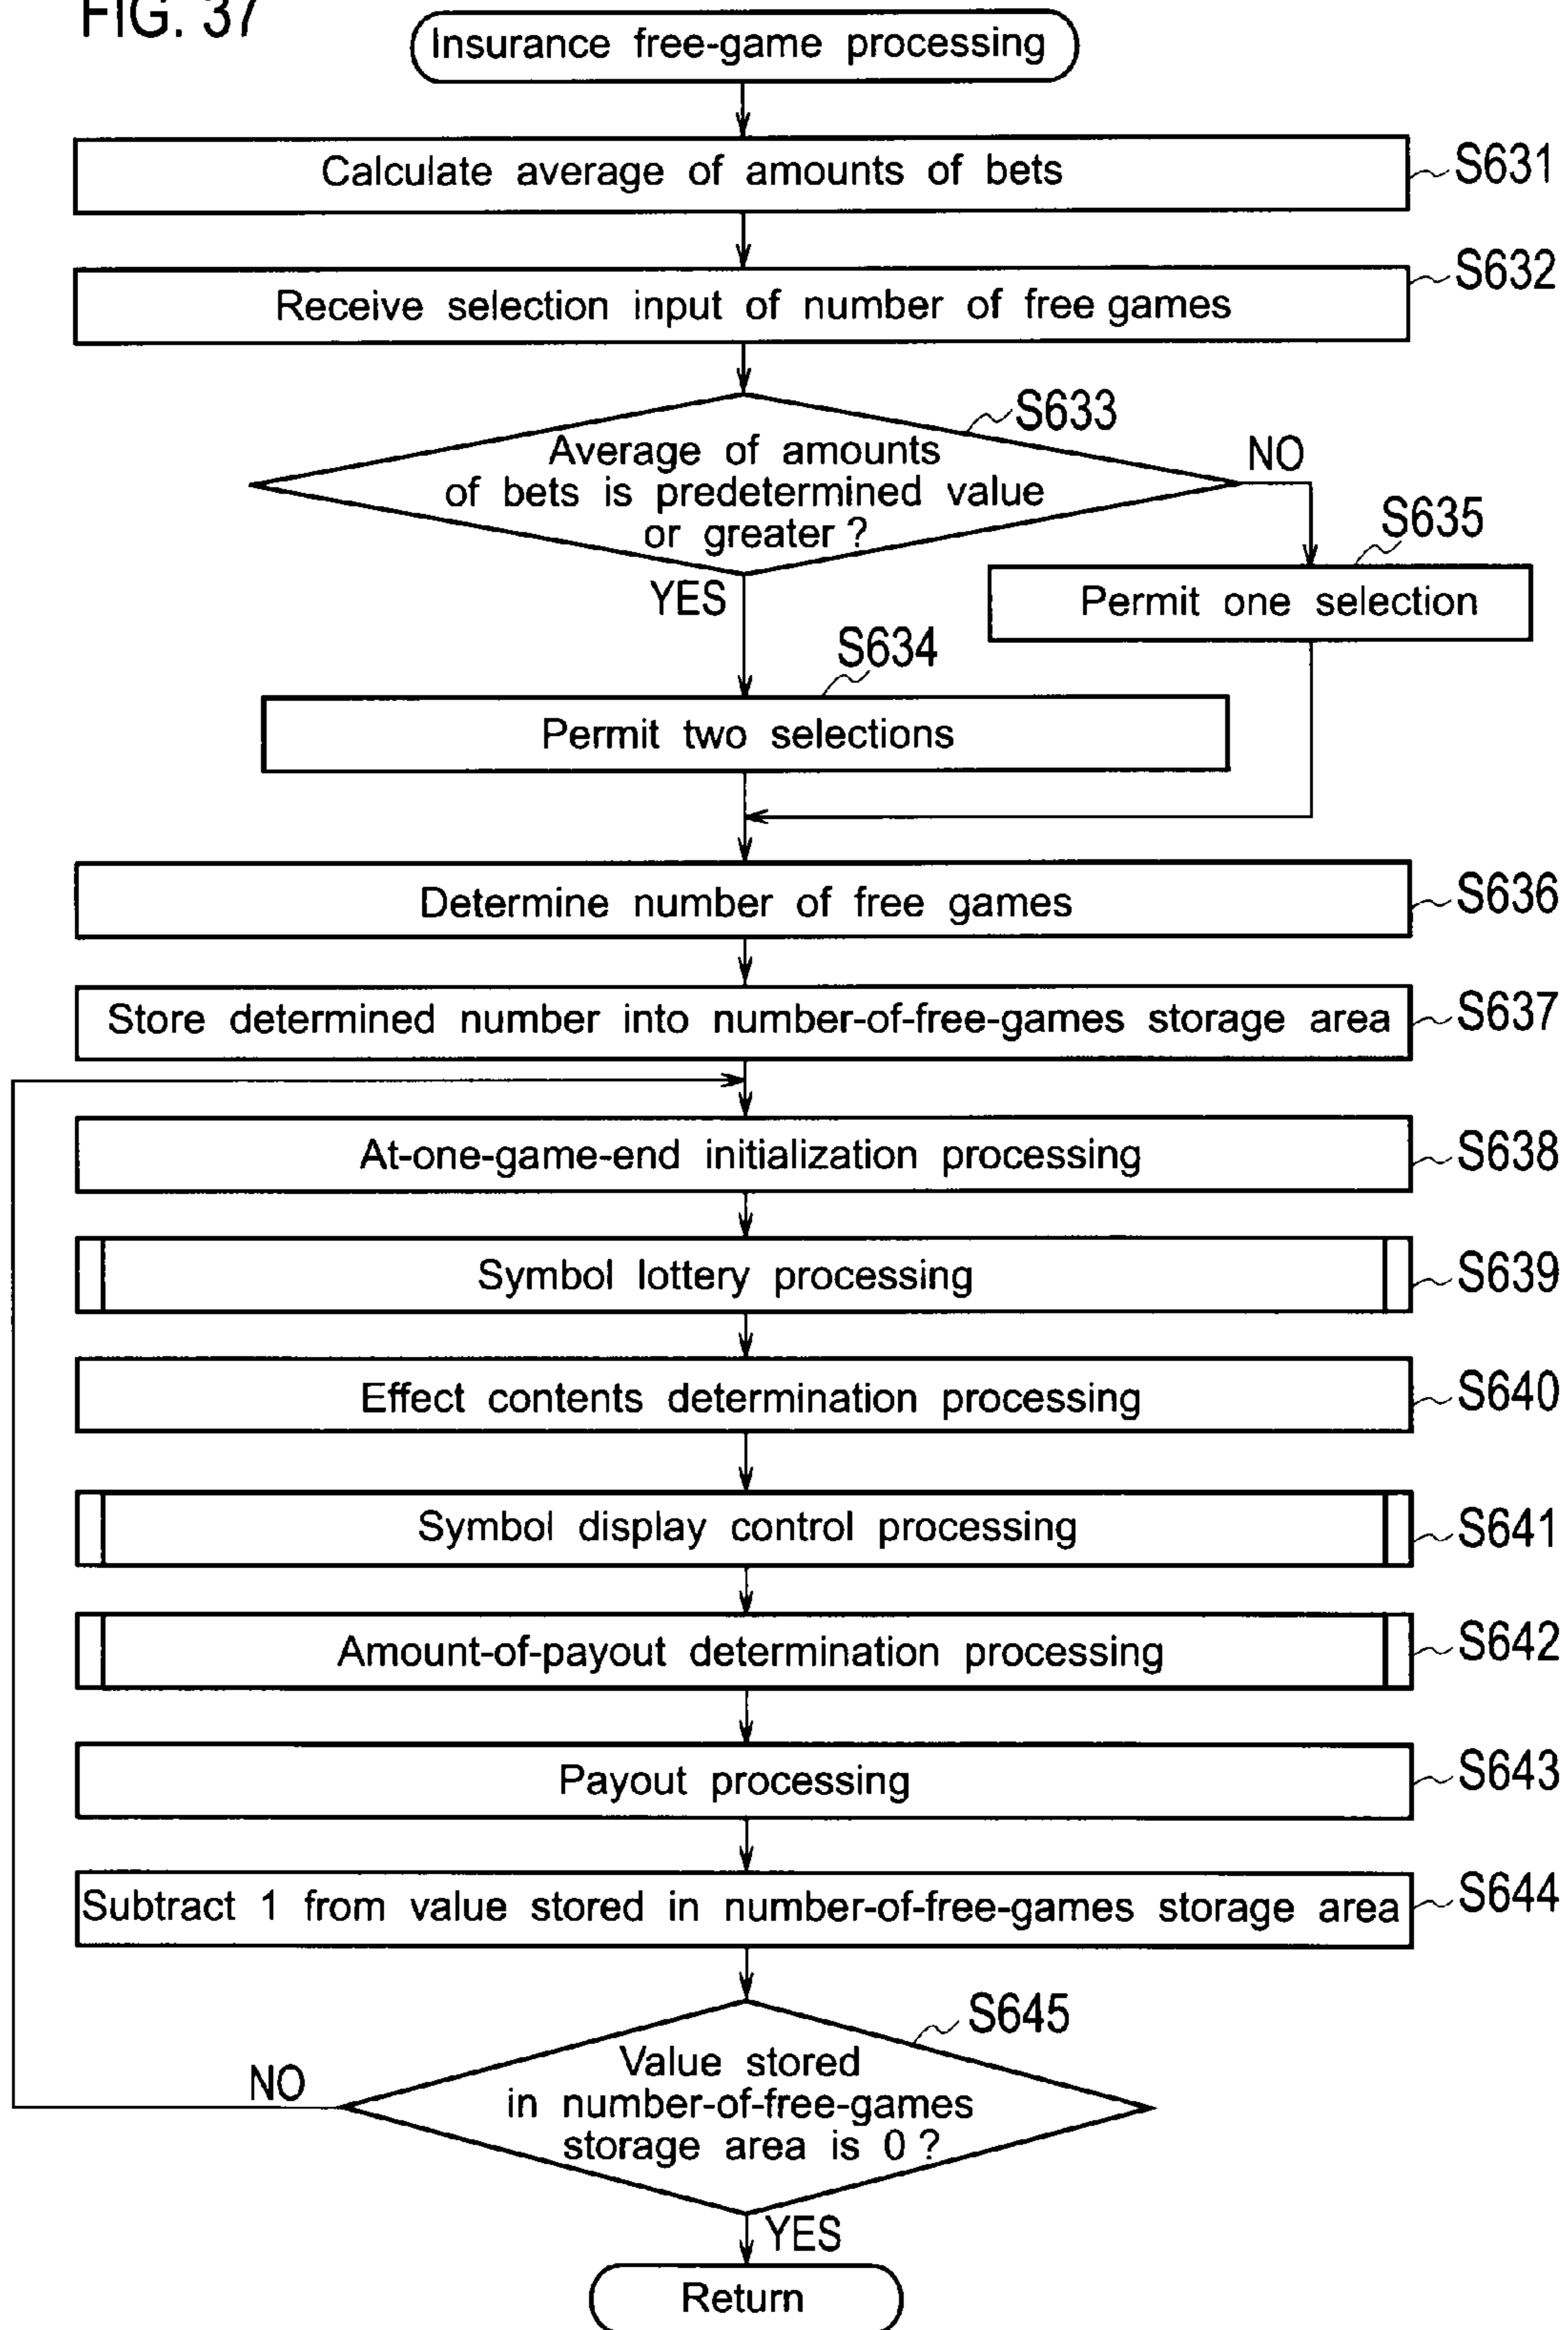 FIG. 37
Insurance free-game processing
Calculate average of amounts of bets
S631
Receive selection input of number of free games
S632
S633
Average of amounts
of bets is predetermined value
or greater ?
NO
YES
S635
Permit one selection
S634
Permit two selections
Determine number of free games
S636
Store determined number into number-of-free-games storage area
S637
At-one-game-end initialization processing
S638
Symbol lottery processing
S639
Effect contents determination processing
S640
Symbol display control processing
S641
Amount-of-payout determination processing
S642
Payout processing
S643
Subtract 1 from value stored in number-of-free-games storage area
S644
S645
Value stored
in number-of-free-games
storage area is 0 ?
NO
YES
Return